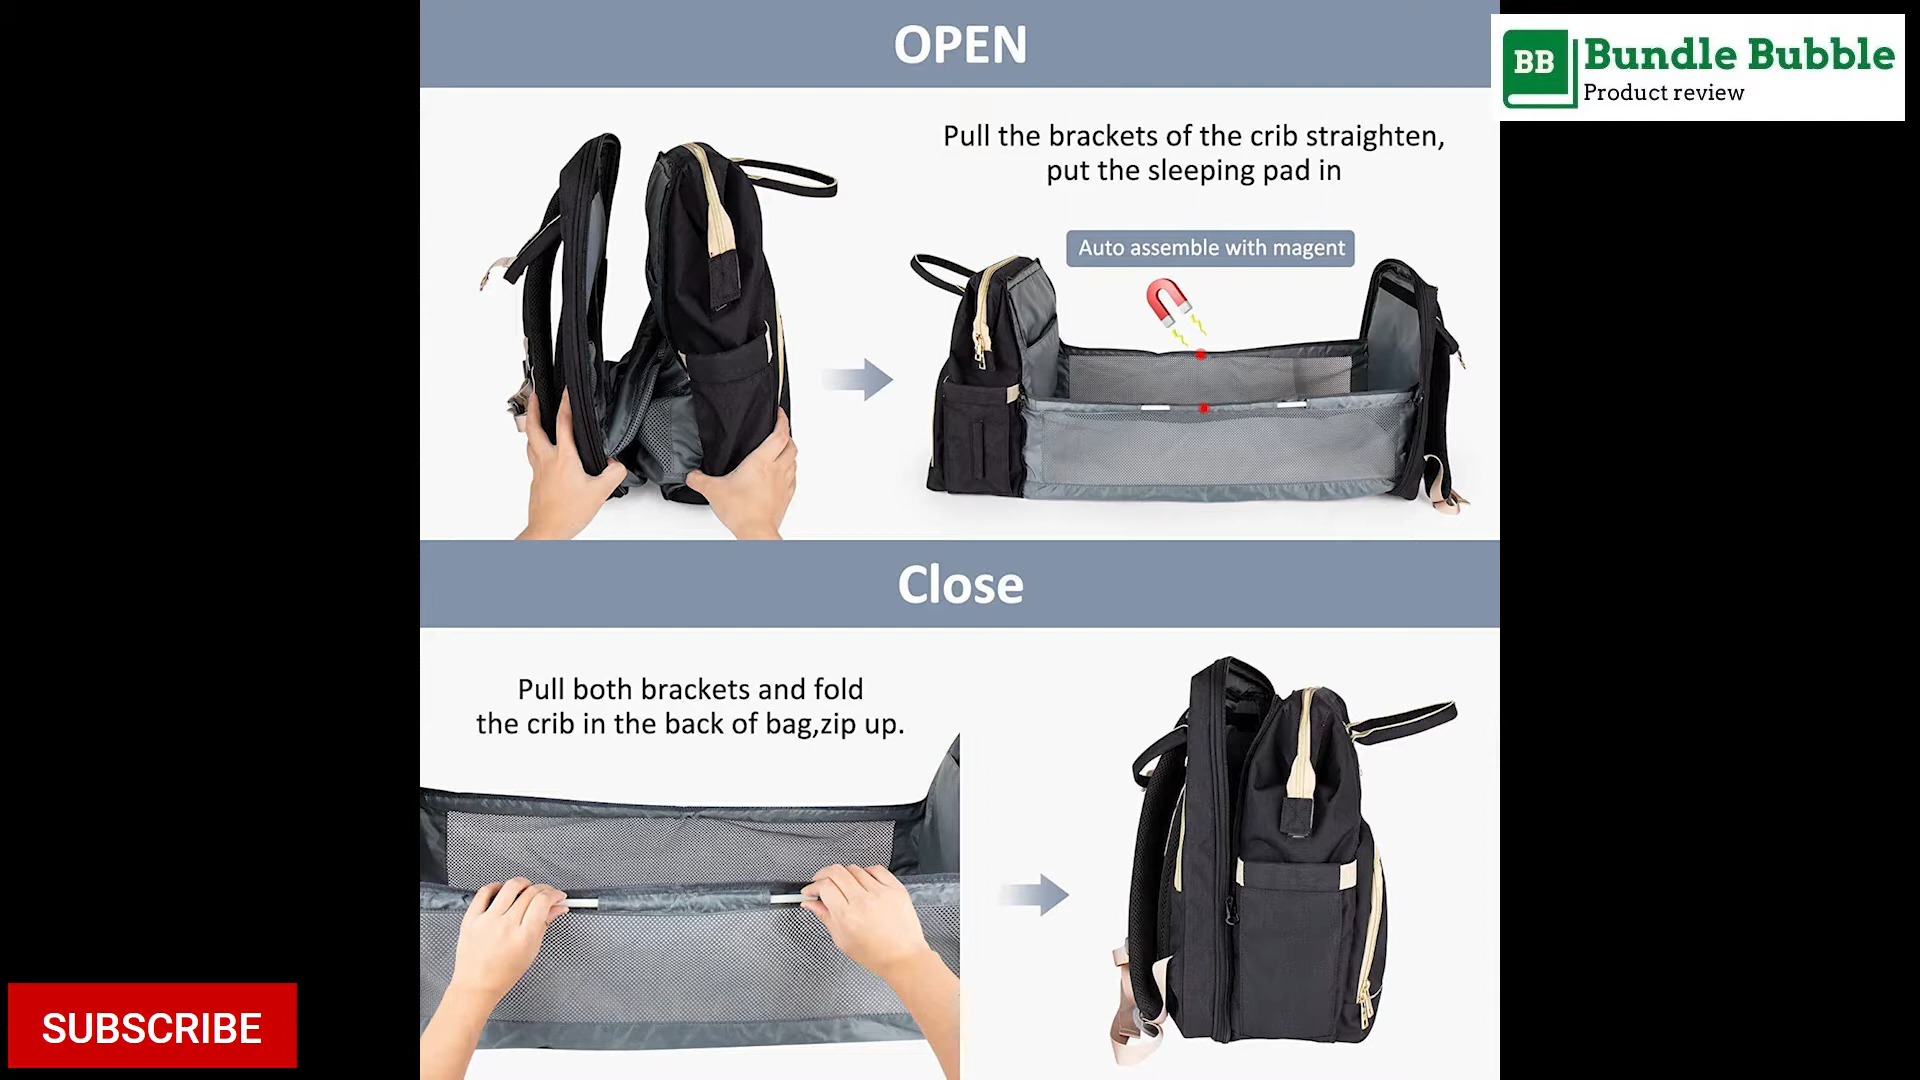 OPEN
BB
Bundle Bubble
Product review
Pull the brackets of the crib straighten,
put the sleeping pad in
Auto assemble with magent
Close
Pull both brackets and fold
the crib in the back of bag,zip up.
SUBSCRIBE